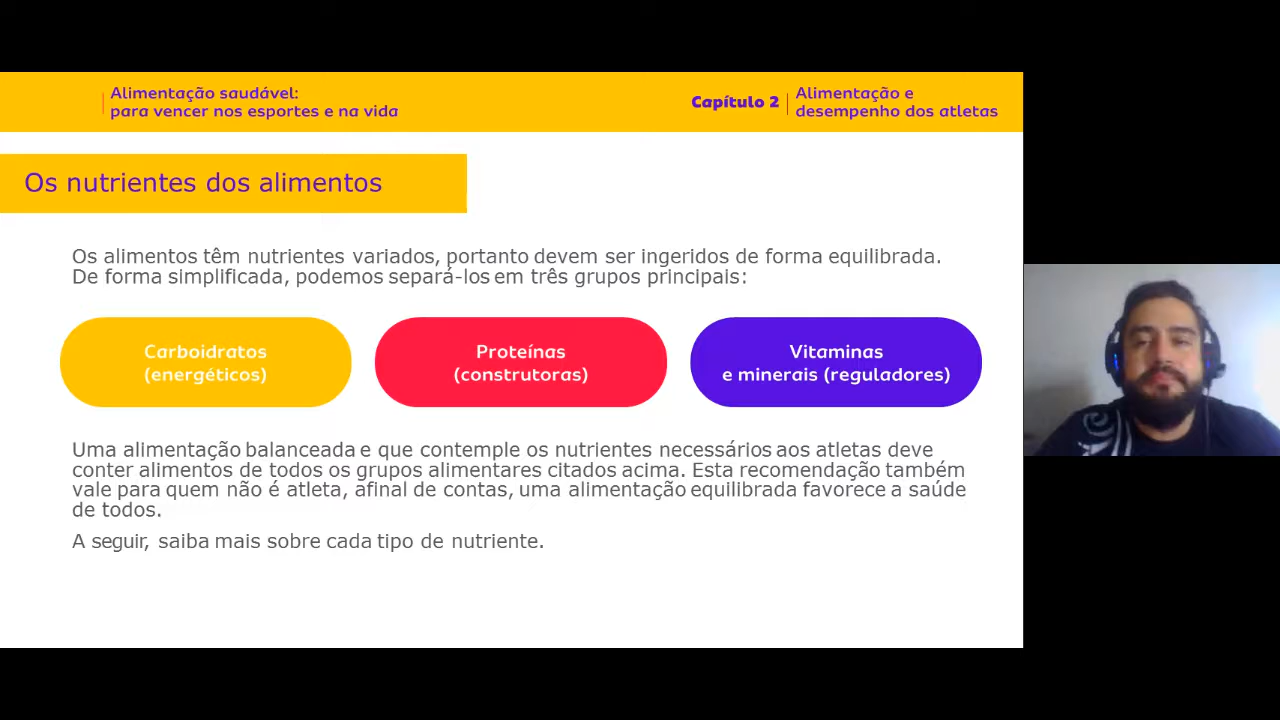 Alimentação saudável:
para vencer nos esportes e na vida
Capítulo 2
Alimentação e
desempenho dos atletas
Os nutrientes dos alimentos
Os alimentos têm nutrientes variados, portanto devem ser ingeridos de forma equilibrada.
De forma simplificada, podemos separá-los em três grupos principais:
Carboidratos
(energéticos)
Proteínas
(construtoras)
Vitaminas
e minerais (reguladores)
Uma alimentação balanceada e que contemple os nutrientes necessários aos atletas deve
conter alimentos de todos os grupos alimentares citados acima. Esta recomendação também
vale para quem não é atleta, afinal de contas, uma alimentação equilibrada favorece a saúde
de todos.
A seguir, saiba mais sobre cada tipo de nutriente.